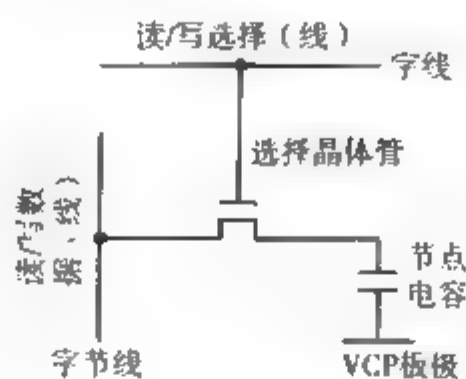 读/写选择（线）
字线
选择晶体管
读/写数
据（线）
节点
电容
字节线
VCP板极